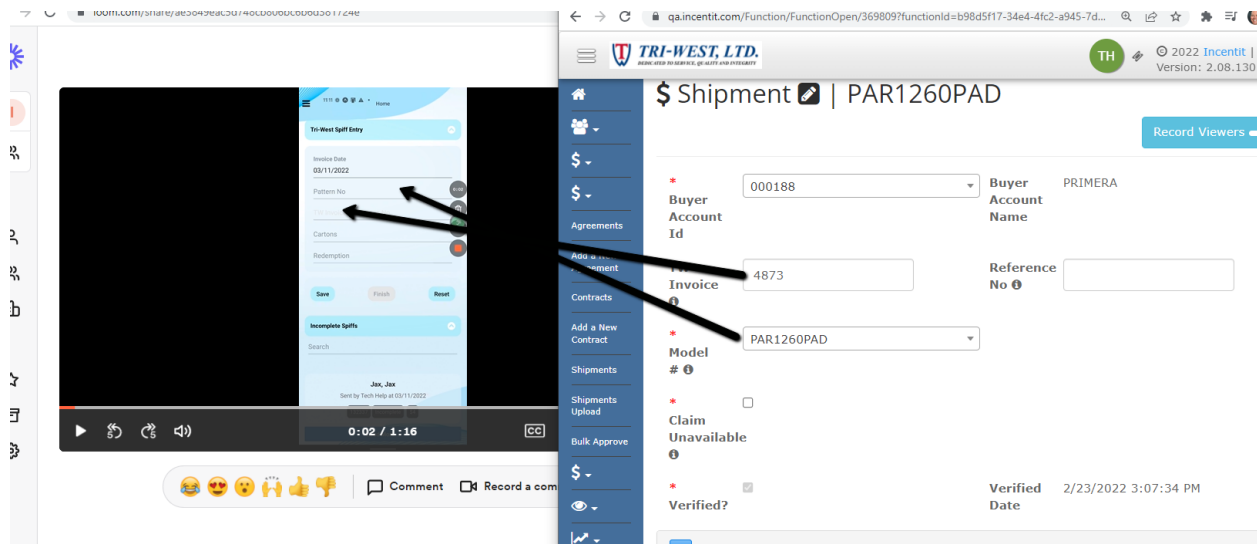 loom.com/share/ae3849eac5d748cb806bc6b6d381724e
qa.incentit.com/Function/FunctionOpen/369809?functionId=b98d5f17-34e4-4fc2-a945-7d...
TRI-WEST, LTD.
DEDICATED TO SERVICE, QUALITY AND INTEGRITY
TH
© 2022 Incentit |
Version: 2.08.130
11:11
Home
Tri-West Spiff Entry
Invoice Date
03/11/2022
Pattern No
Cartons
Redemption
Save
Finish
Reset
Incomplete Spiffs
Search
Jax, Jax
Sent by Tech Help at 03/11/2022
5
5
0:02 / 1:16
CC
Comment
Record a com
$ Shipment | PAR1260PAD
Record Viewers
$
$
Agreements
Add a New
Agreement
Contracts
Add a New
Contract
Shipments
Shipments
Upload
Bulk Approve
$
*
Buyer
Account
Id
000188
Buyer
Account
Name
PRIMERA
Invoice
4873
Reference
No
*
Model
#
PAR1260PAD
*
Claim
Unavailable
*
Verified?
Verified
Date
2/23/2022 3:07:34 PM